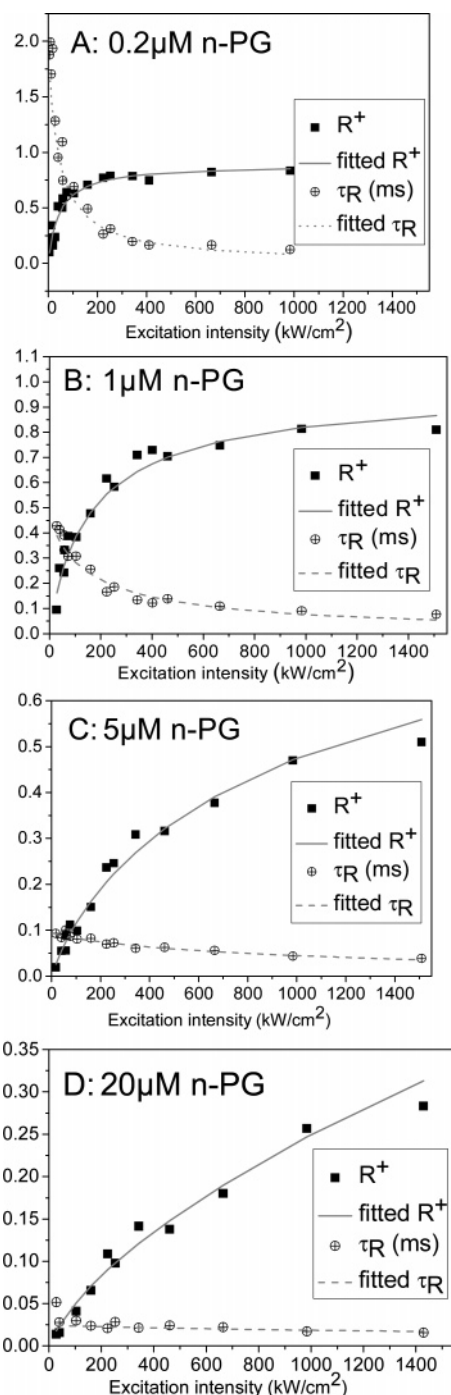 A: 0.2µM n-PG
2.0
1.5
1.0
0.5
0.0
R+
fitted R+
τR (ms)
fitted τR
0 200 400 600 800 1000 1200 1400
Excitation intensity (kW/cm2)
B: 1µM n-PG
1.1
1.0
0.9
0.8
0.7
0.6
0.5
0.4
0.3
0.2
0.1
0.0
R+
fitted R+
τR (ms)
fitted τR
0 200 400 600 800 1000 1200 1400
Excitation intensity (kW/cm2)
C: 5µM n-PG
0.6
0.5
0.4
0.3
0.2
0.1
0.0
R+
fitted R+
τR (ms)
fitted τR
0 200 400 600 800 1000 1200 1400
Excitation intensity (kW/cm2)
D: 20µM n-PG
0.35
0.30
0.25
0.20
0.15
0.10
0.05
0.00
R+
fitted R+
τR (ms)
fitted τR
0 200 400 600 800 1000 1200 1400
Excitation intensity (kW/cm2)